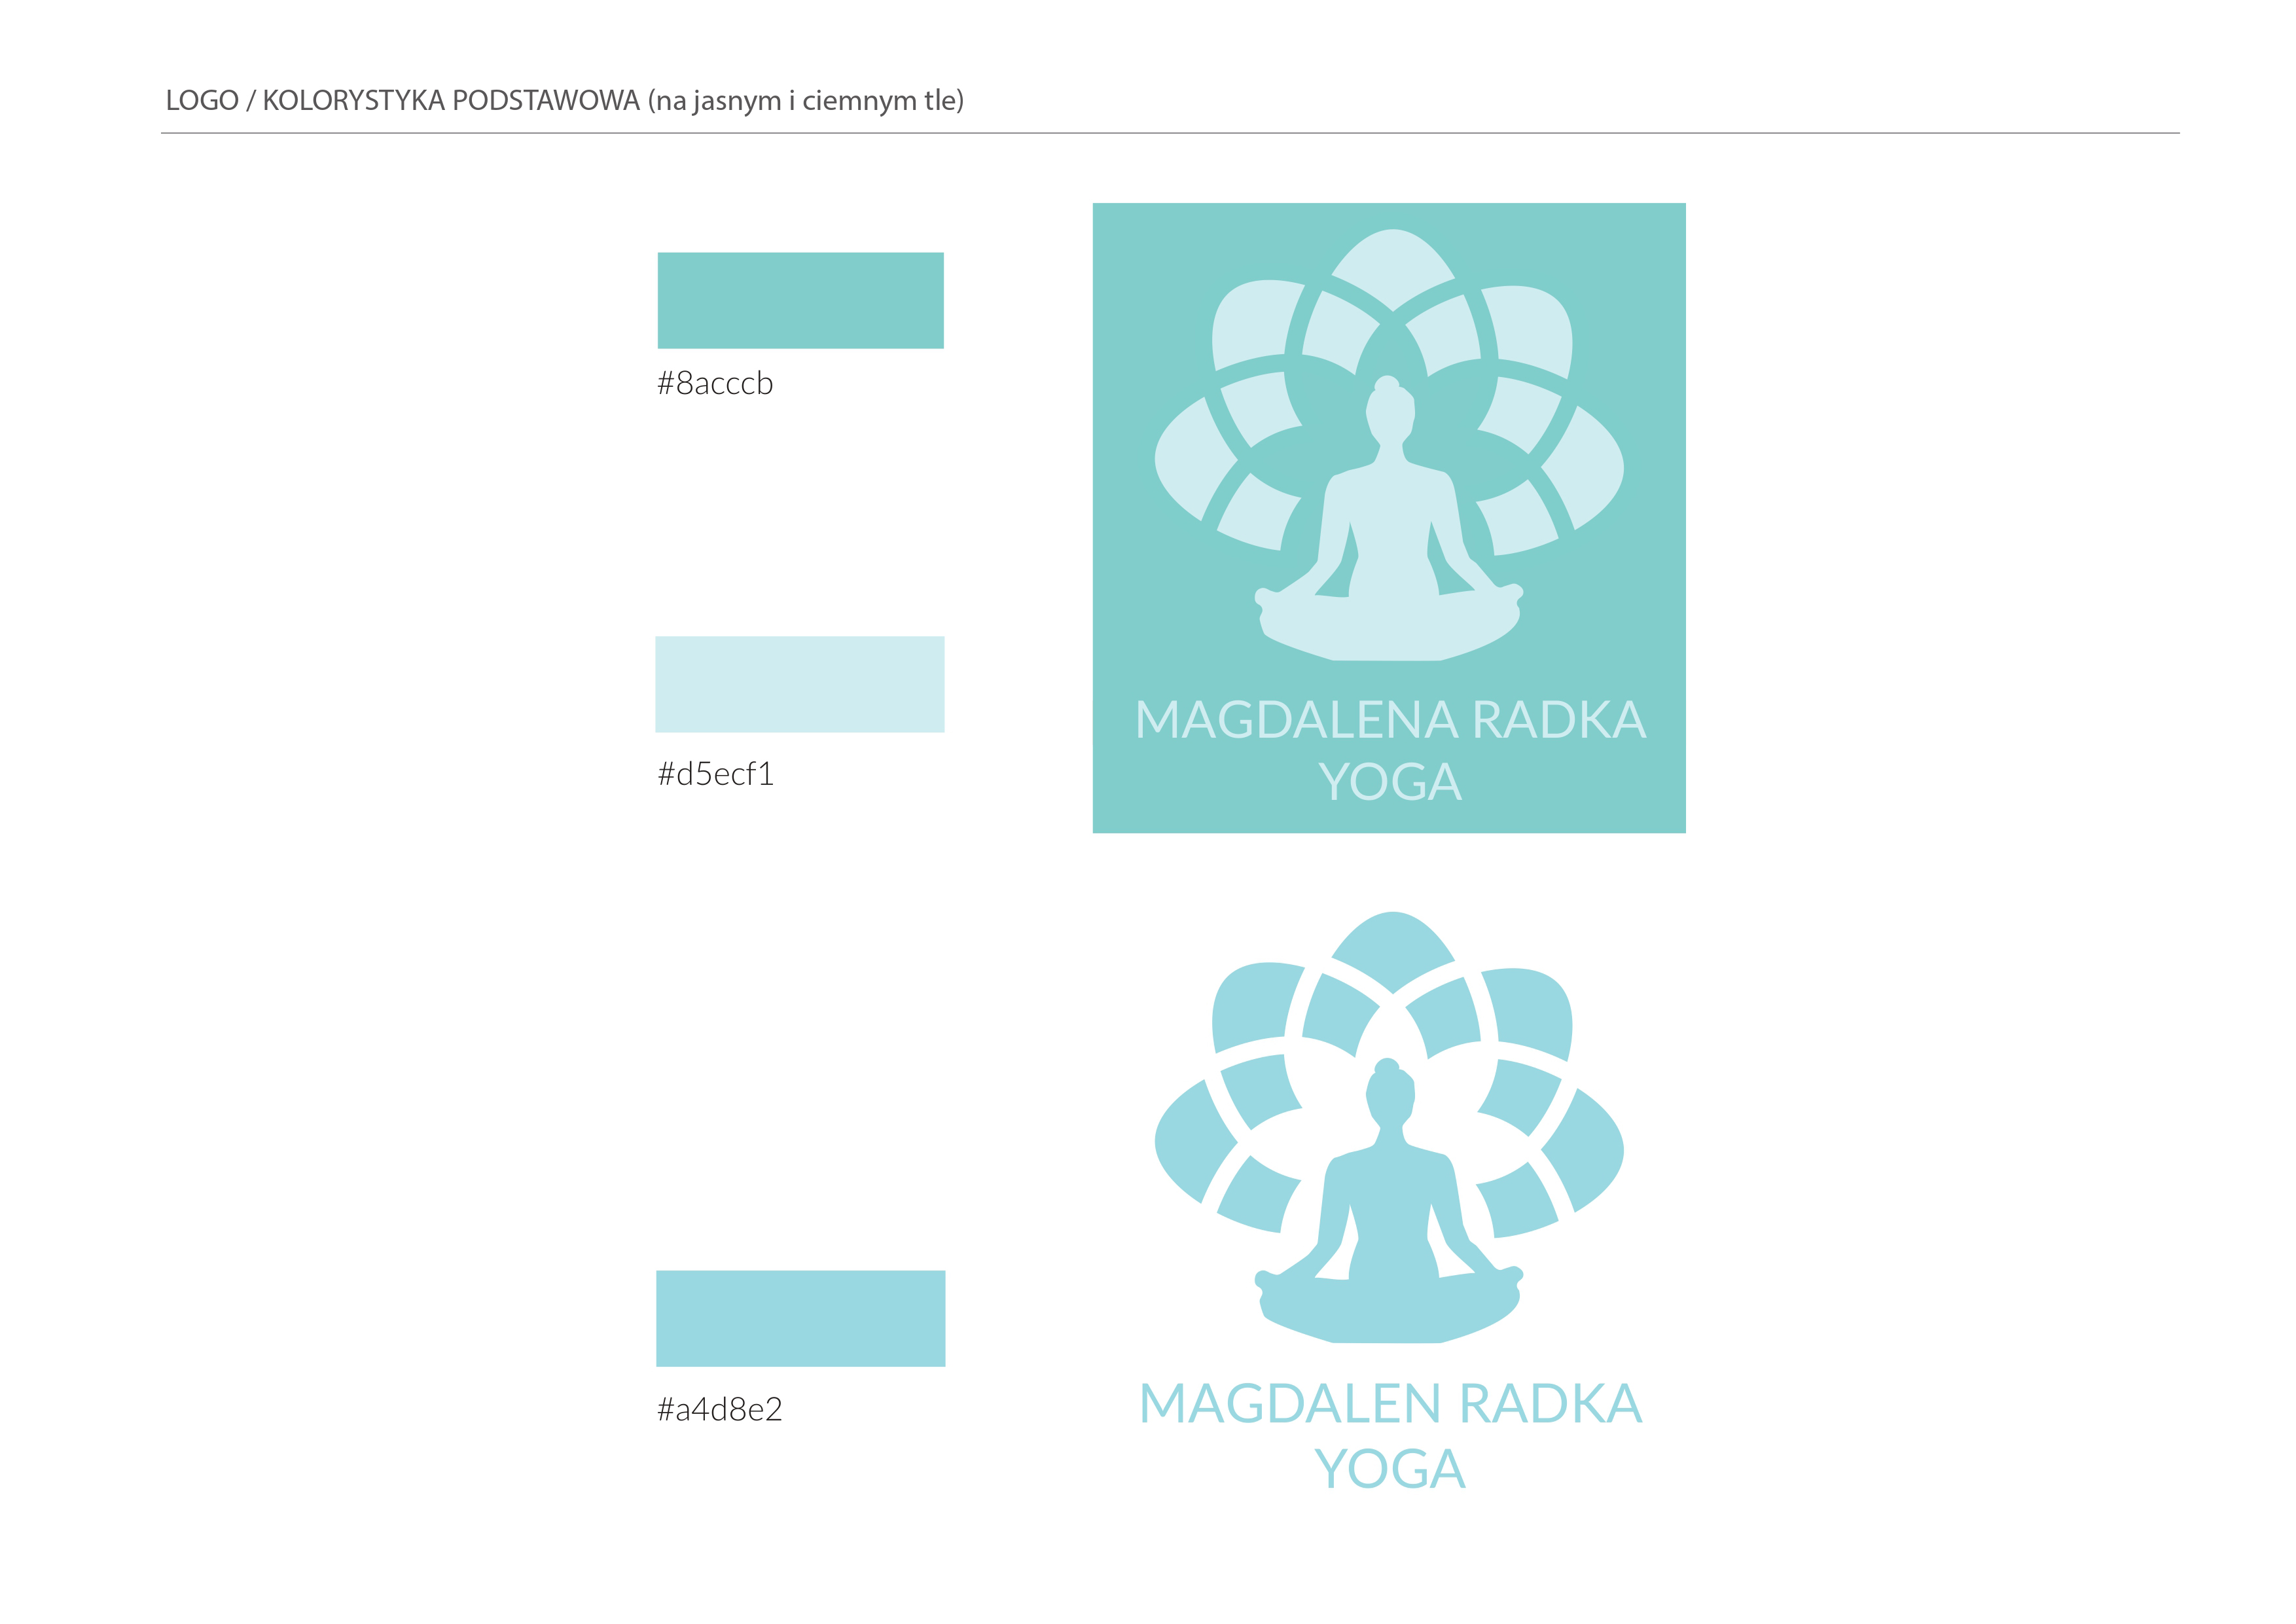 LOGO / KOLORYSTYKA PODSTAWOWA (na jasnym i ciemnym tle)
#8acccb
#d5ecf1
MAGDALENA RADKA
YOGA
#a4d8e2
MAGDALEN RADKA
YOGA